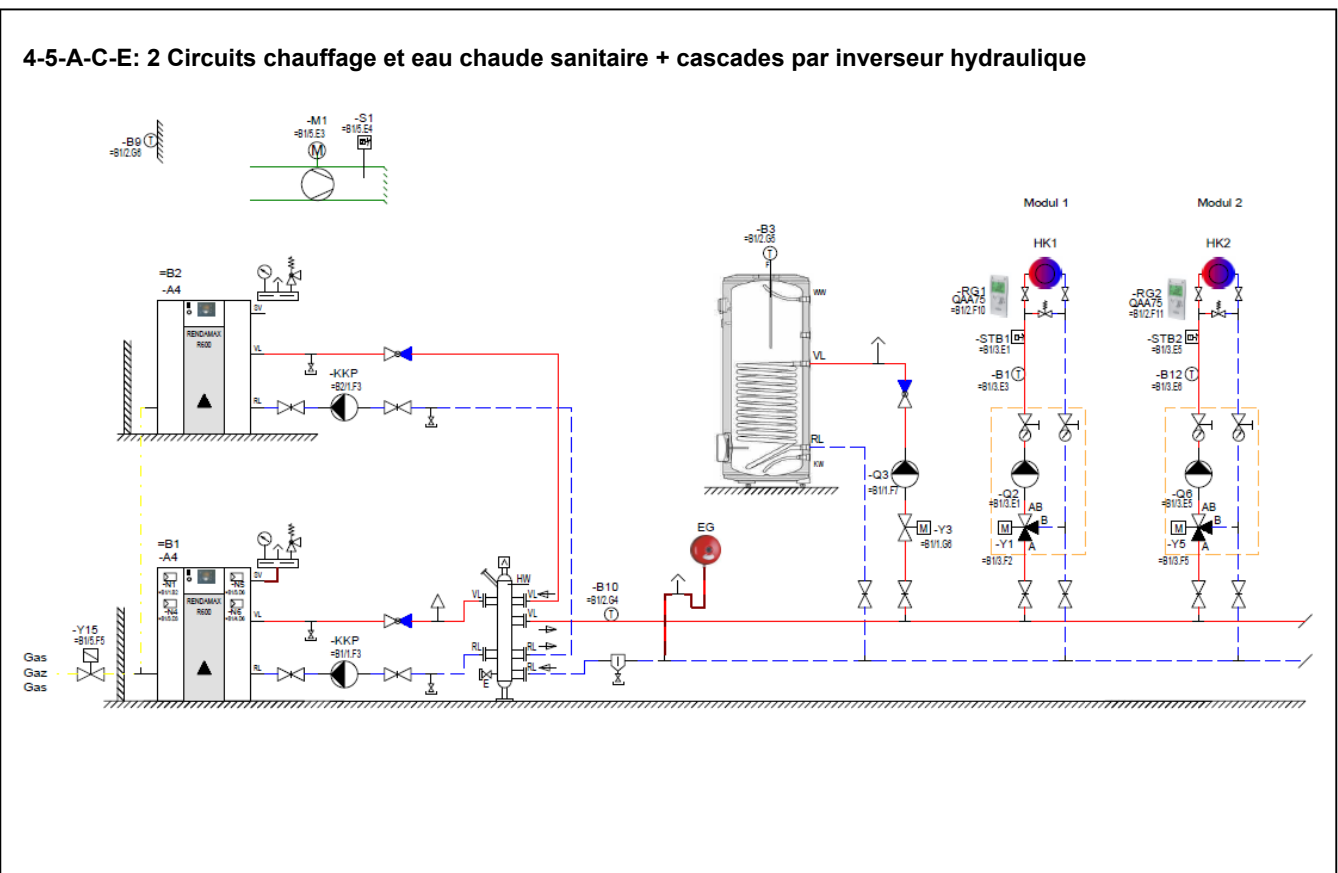 4-5-A-C-E: 2 Circuits chauffage et eau chaude sanitaire + cascades par inverseur hydraulique
-B9 T
=B1/2.G6
-M1
=B1/5.E3
M
-S1
=B1/5.E4
=B2
-A4
RENDAMAX
R600
SV
VL
RL
-KKP
=B2/1.F3
-B3
=B1/2.G5
T
F
WW
VL
RL
KW
-Q3
=B1/1.F7
M -Y3
=B1/1.G6
Modul 1
HK1
-RG1
QAA75
=B1/2.F10
-STB1
=B1/3.E1
-B1 T
=B1/3.E3
-Q2
=B1/3.E1
AB
B
M
-Y1
A
=B1/3.F2
Modul 2
HK2
-RG2
QAA75
=B1/2.F11
-STB2
=B1/3.E5
-B12 T
=B1/3.E6
-Q6
=B1/3.E5
AB
B
M
-Y5
A
=B1/3.F5
=B1
-A4
-N1
-N5
-N4
-N6
RENDAMAX
R600
SV
VL
RL
-KKP
=B1/1.F3
-Y15
=B1/5.F5
Gas
Gaz
Gas
HW
VL
VL
VL
RL
RL
RL
E
-B10
=B1/2.G4
T
EG